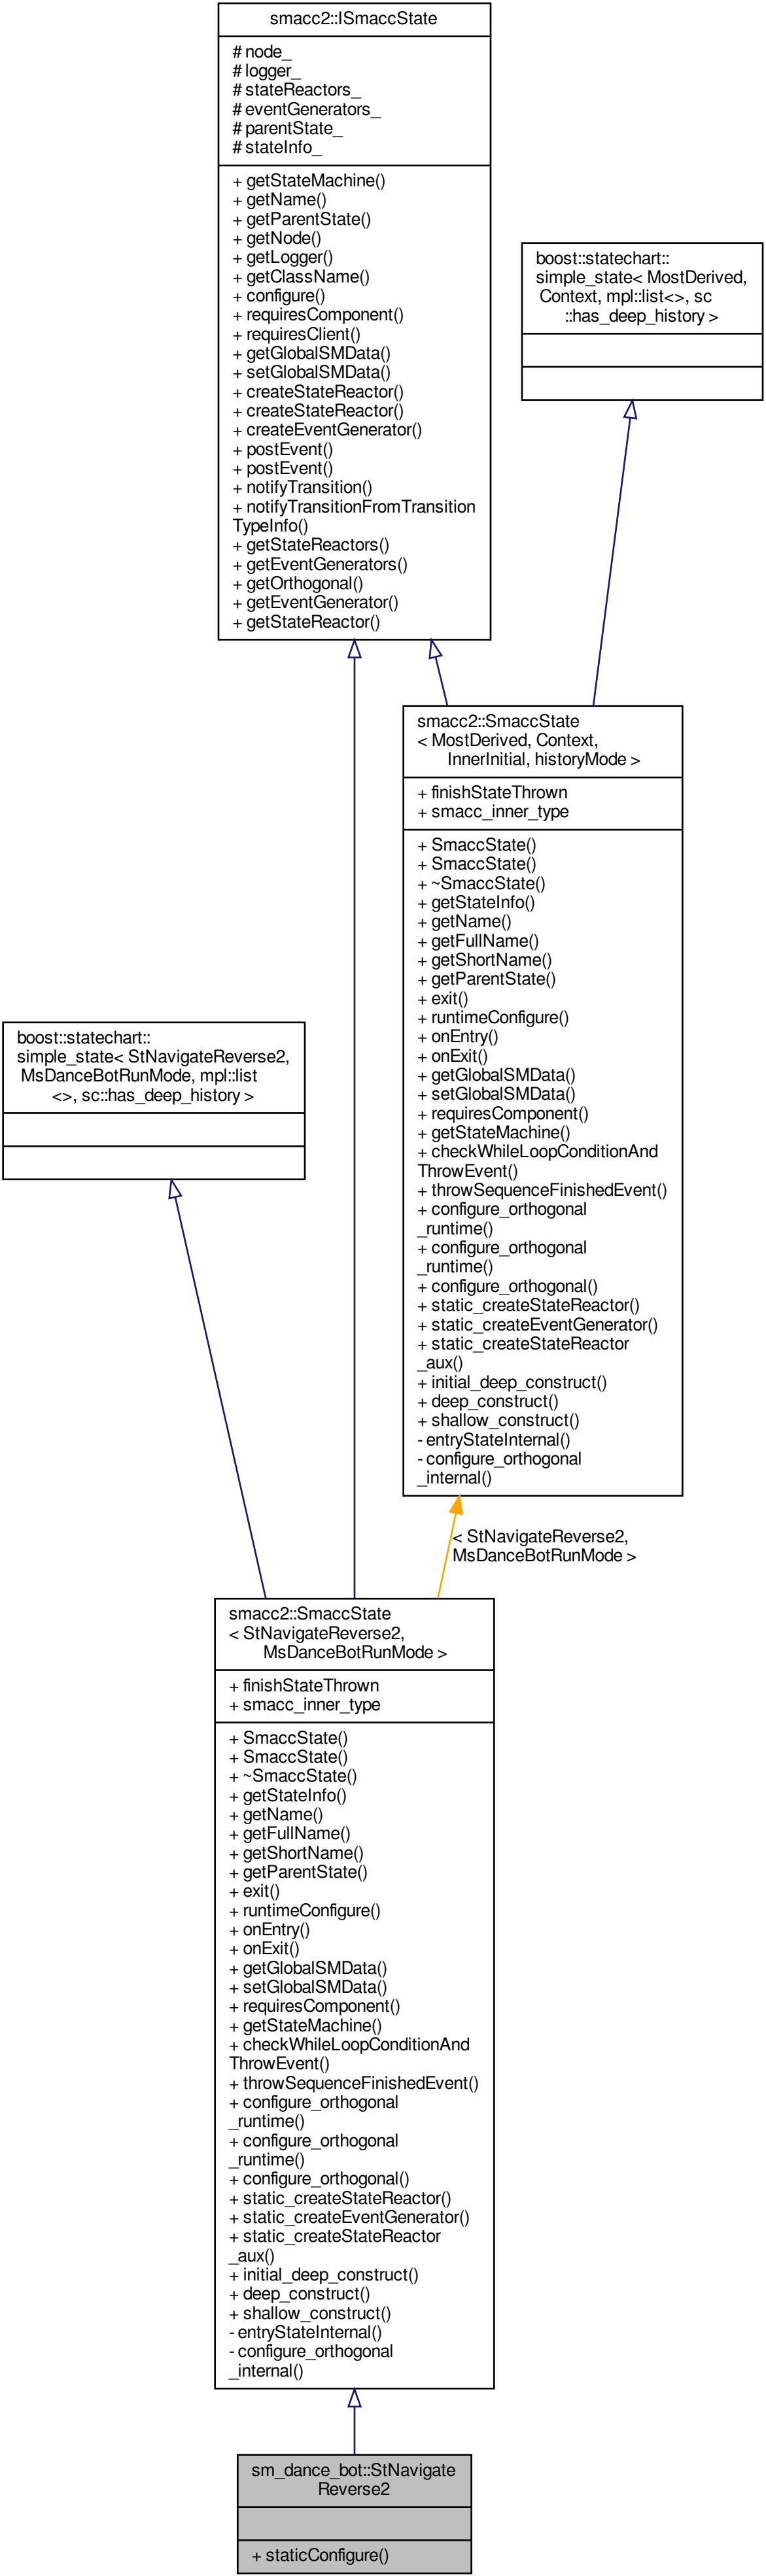 smacc2::ISmaccState
# node_
# logger_
# stateReactors_
# eventGenerators_
# parentState_
# stateInfo_
+ getStateMachine()
+ getName()
+ getParentState()
+ getNode()
+ getLogger()
+ getClassName()
+ configure()
+ requiresComponent()
+ requiresClient()
+ getGlobalSMData()
+ setGlobalSMData()
+ createStateReactor()
+ createStateReactor()
+ createEventGenerator()
+ postEvent()
+ postEvent()
+ notifyTransition()
+ notifyTransitionFromTransition
TypeInfo()
+ getStateReactors()
+ getEventGenerators()
+ getOrthogonal()
+ getEventGenerator()
+ getStateReactor()
boost::statechart::
simple_state< MostDerived,
Context, mpl::list<>, sc
::has_deep_history >
smacc2::SmaccState
< MostDerived, Context,
InnerInitial, historyMode >
+ finishStateThrown
+ smacc_inner_type
+ SmaccState()
+ SmaccState()
+ ~SmaccState()
+ getStateInfo()
+ getName()
+ getFullName()
+ getShortName()
+ getParentState()
+ exit()
+ runtimeConfigure()
+ onEntry()
+ onExit()
+ getGlobalSMData()
+ setGlobalSMData()
+ requiresComponent()
+ getStateMachine()
+ checkWhileLoopConditionAnd
ThrowEvent()
+ throwSequenceFinishedEvent()
+ configure_orthogonal
_runtime()
+ configure_orthogonal
_runtime()
+ configure_orthogonal()
+ static_createStateReactor()
+ static_createEventGenerator()
+ static_createStateReactor
_aux()
+ initial_deep_construct()
+ deep_construct()
+ shallow_construct()
- entryStateInternal()
- configure_orthogonal
_internal()
boost::statechart::
simple_state< StNavigateReverse2,
MsDanceBotRunMode, mpl::list
<>, sc::has_deep_history >
< StNavigateReverse2,
MsDanceBotRunMode >
smacc2::SmaccState
< StNavigateReverse2,
MsDanceBotRunMode >
+ finishStateThrown
+ smacc_inner_type
+ SmaccState()
+ SmaccState()
+ ~SmaccState()
+ getStateInfo()
+ getName()
+ getFullName()
+ getShortName()
+ getParentState()
+ exit()
+ runtimeConfigure()
+ onEntry()
+ onExit()
+ getGlobalSMData()
+ setGlobalSMData()
+ requiresComponent()
+ getStateMachine()
+ checkWhileLoopConditionAnd
ThrowEvent()
+ throwSequenceFinishedEvent()
+ configure_orthogonal
_runtime()
+ configure_orthogonal
_runtime()
+ configure_orthogonal()
+ static_createStateReactor()
+ static_createEventGenerator()
+ static_createStateReactor
_aux()
+ initial_deep_construct()
+ deep_construct()
+ shallow_construct()
- entryStateInternal()
- configure_orthogonal
_internal()
sm_dance_bot::StNavigate
Reverse2
+ staticConfigure()